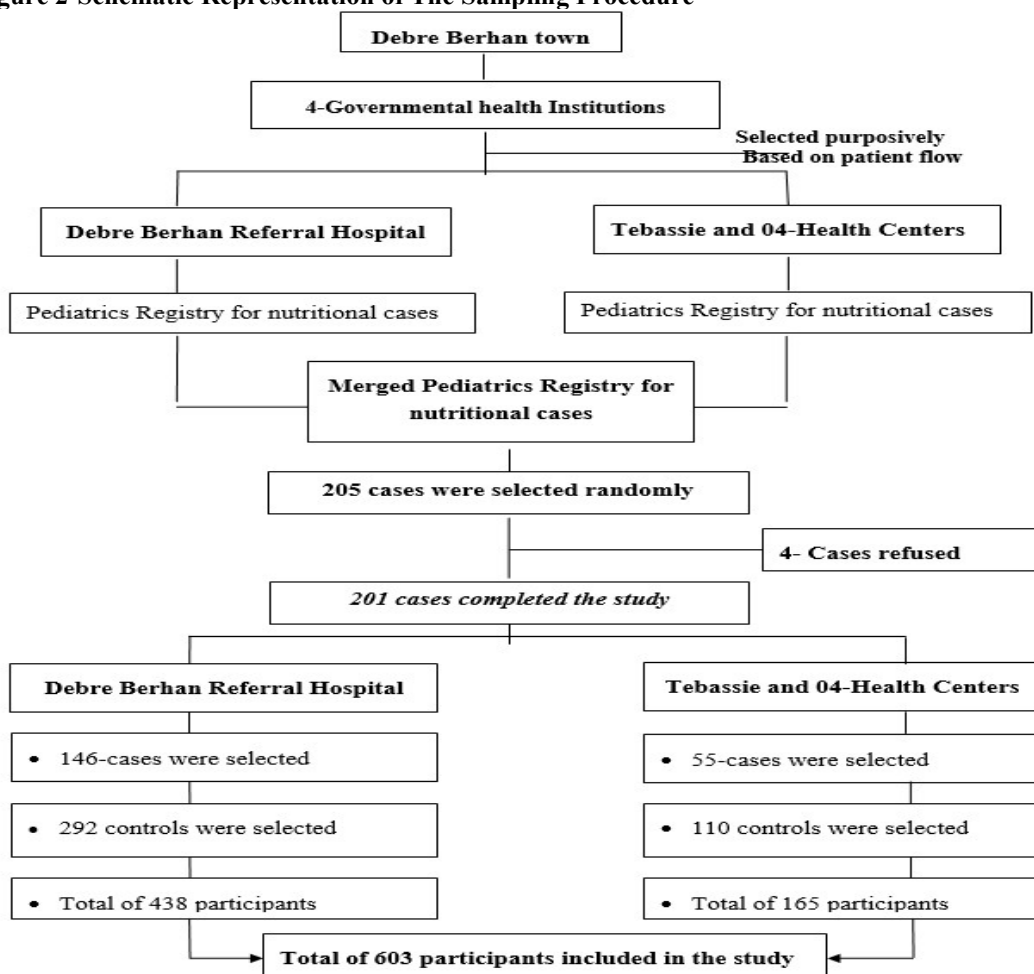 gure 2 Schematic Representation of The Sampling Procedure
Debre Berhan town
4-Governmental health Institutions
Selected purposively
Based on patient flow
Debre Berhan Referral Hospital
Tebassie and 04-Health Centers
Pediatrics Registry for nutritional cases
Pediatrics Registry for nutritional cases
Merged Pediatrics Registry for
nutritional cases
205 cases were selected randomly
4- Cases refused
201 cases completed the study
Debre Berhan Referral Hospital
Tebassie and 04-Health Centers
• 146-cases were selected
• 55-cases were selected
• 292 controls were selected
• 110 controls were selected
• Total of 438 participants
• Total of 165 participants
Total of 603 participants included in the study